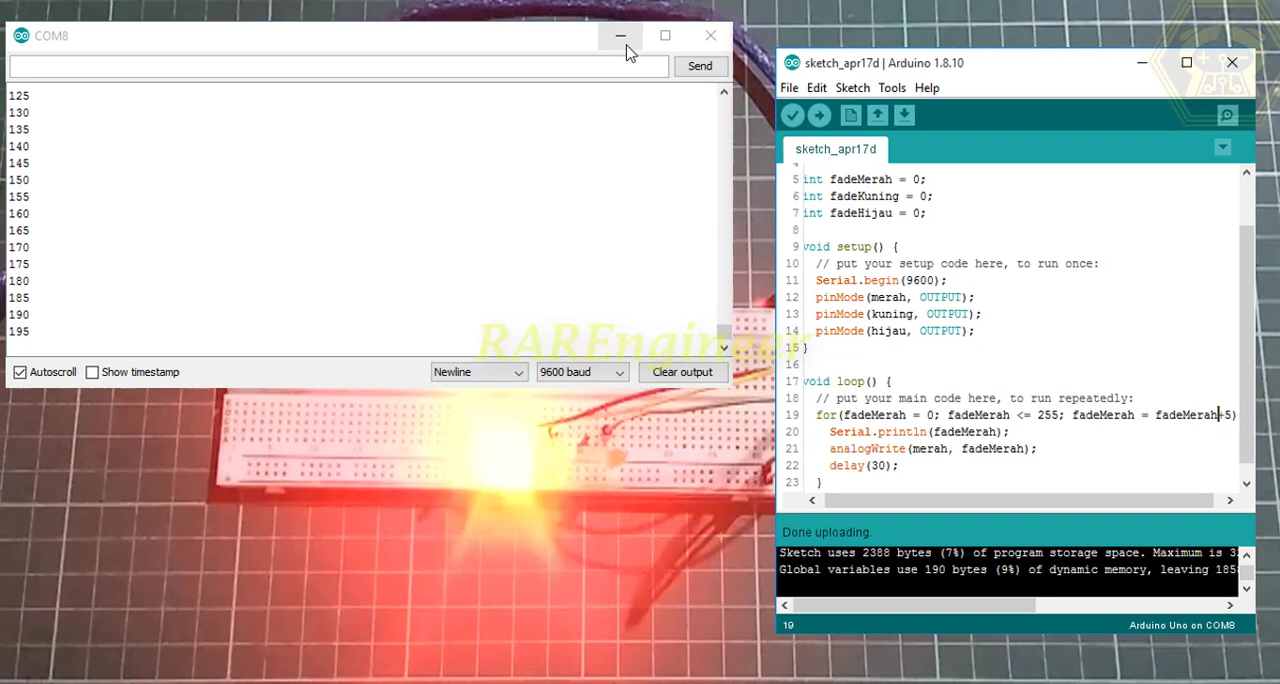 COM8
Send
125
130
135
140
145
150
155
160
165
170
175
180
185
190
195
Autoscroll
Show timestamp
Newline
9600 baud
Clear output
RAREngineer
sketch_apr17d | Arduino 1.8.10
File Edit Sketch Tools Help
sketch_apr17d
5 int fadeMerah = 0;
6 int fadeKuning = 0;
7 int fadeHijau = 0;
8
9 void setup() {
10 // put your setup code here, to run once:
11 Serial.begin(9600);
12 pinMode(merah, OUTPUT);
13 pinMode(kuning, OUTPUT);
14 pinMode(hijau, OUTPUT);
15 }
16
17 void loop() {
18 // put your main code here, to run repeatedly:
19 for(fadeMerah = 0; fadeMerah <= 255; fadeMerah = fadeMerah+5)
20 Serial.println(fadeMerah);
21 analogWrite(merah, fadeMerah);
22 delay(30);
23 }
Done uploading.
Sketch uses 2388 bytes (7%) of program storage space. Maximum is 3
Global variables use 190 bytes (9%) of dynamic memory, leaving 185
19
Arduino Uno on COM8